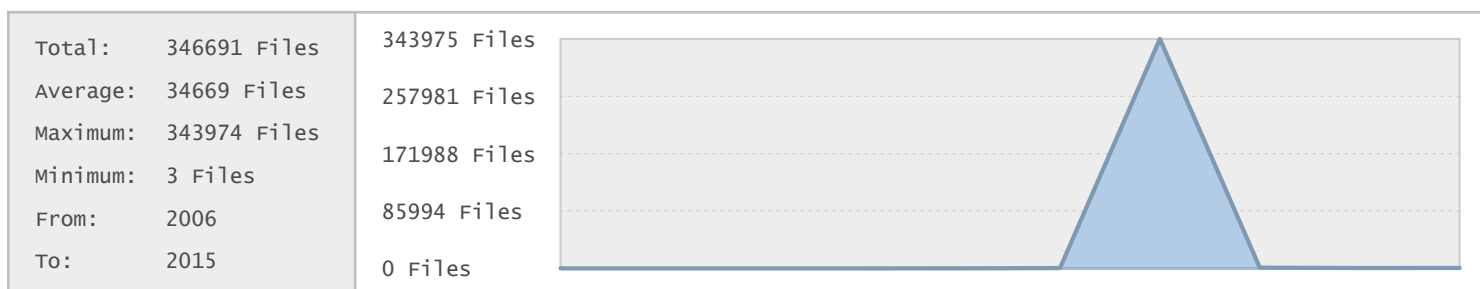 Total: 346691 Files
Average: 34669 Files
Maximum: 343974 Files
Minimum: 3 Files
From: 2006
To: 2015
343975 Files
257981 Files
171988 Files
85994 Files
0 Files